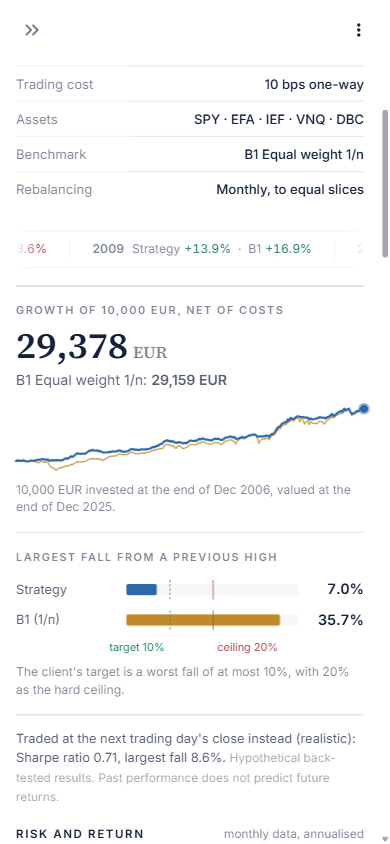 Trading cost 10 bps one-way
Assets SPY · EFA · IEF · VNQ · DBC
Benchmark B1 Equal weight 1/n
Rebalancing Monthly, to equal slices
3.6% 2009 Strategy +13.9% · B1 +16.9%
GROWTH OF 10,000 EUR, NET OF COSTS
29,378 EUR
B1 Equal weight 1/n: 29,159 EUR
10,000 EUR invested at the end of Dec 2006, valued at the
end of Dec 2025.
LARGEST FALL FROM A PREVIOUS HIGH
Strategy 7.0%
B1 (1/n) 35.7%
target 10% ceiling 20%
The client's target is a worst fall of at most 10%, with 20%
as the hard ceiling.
Traded at the next trading day's close instead (realistic):
Sharpe ratio 0.71, largest fall 8.6%. Hypothetical back-
tested results. Past performance does not predict future
returns.
RISK AND RETURN monthly data, annualised